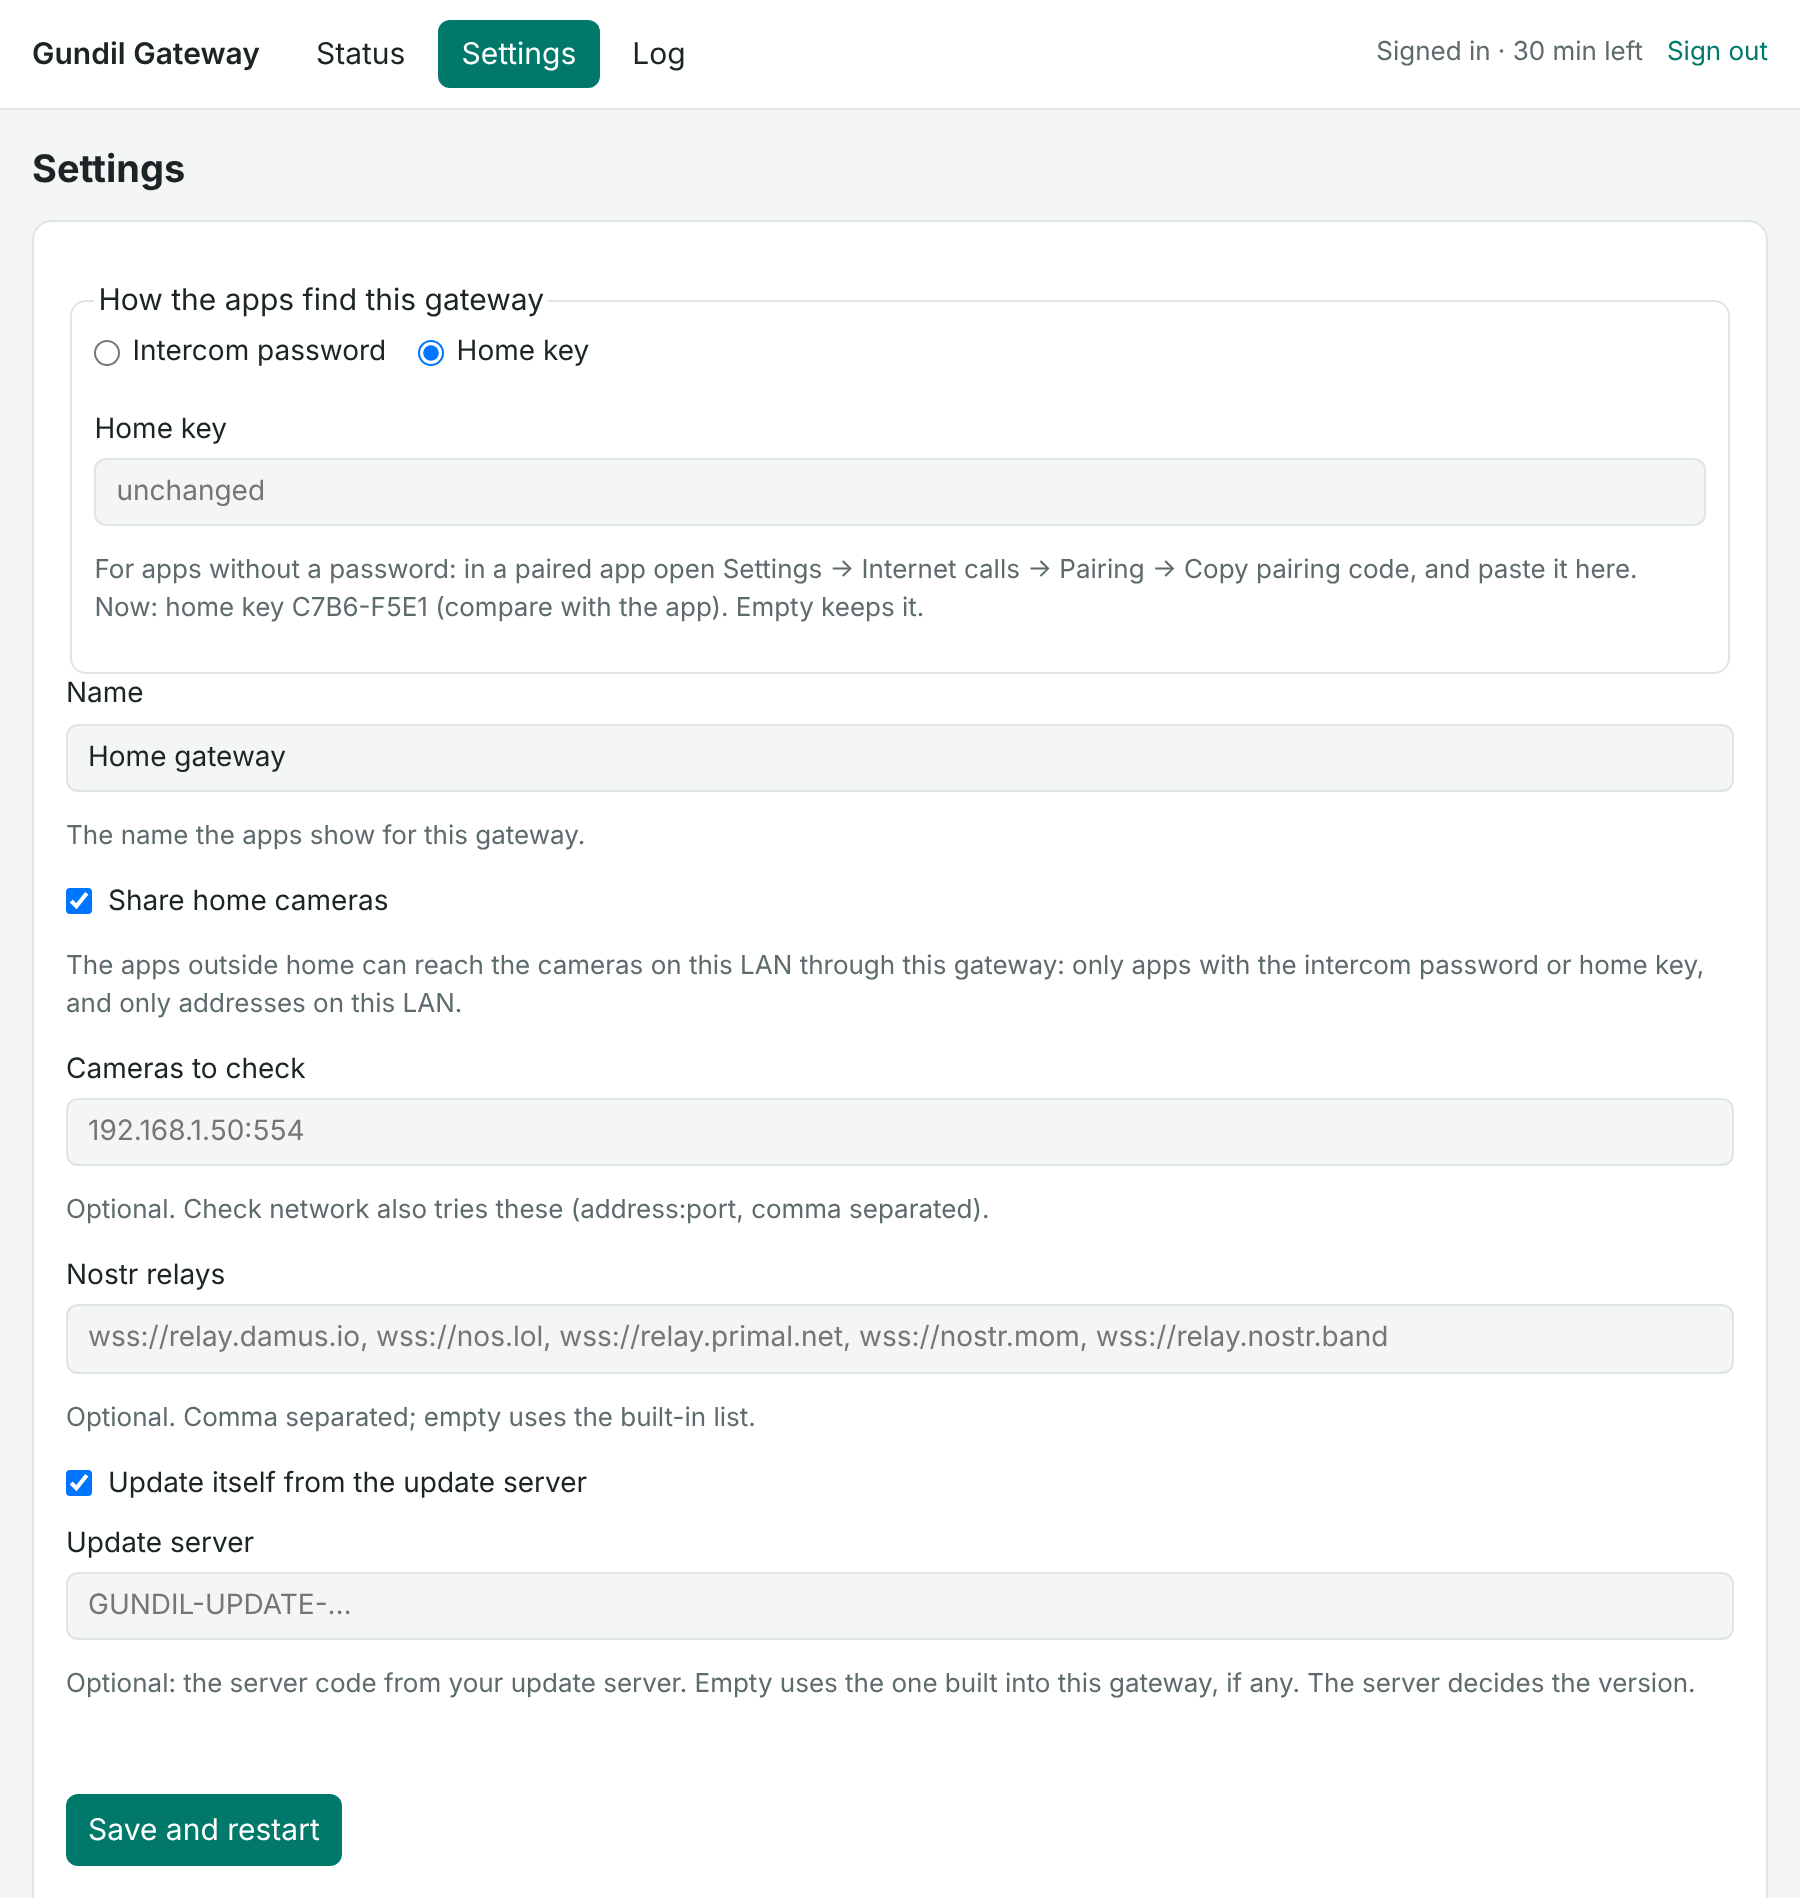 Gundil Gateway
Status
Settings
Log
Signed in · 30 min left
Sign out
Settings
How the apps find this gateway
Intercom password
Home key
Home key
unchanged
For apps without a password: in a paired app open Settings → Internet calls → Pairing → Copy pairing code, and paste it here.
Now: home key C7B6-F5E1 (compare with the app). Empty keeps it.
Name
Home gateway
The name the apps show for this gateway.
Share home cameras
The apps outside home can reach the cameras on this LAN through this gateway: only apps with the intercom password or home key,
and only addresses on this LAN.
Cameras to check
192.168.1.50:554
Optional. Check network also tries these (address:port, comma separated).
Nostr relays
wss://relay.damus.io, wss://nos.lol, wss://relay.primal.net, wss://nostr.mom, wss://relay.nostr.band
Optional. Comma separated; empty uses the built-in list.
Update itself from the update server
Update server
GUNDIL-UPDATE-...
Optional: the server code from your update server. Empty uses the one built into this gateway, if any. The server decides the version.
Save and restart